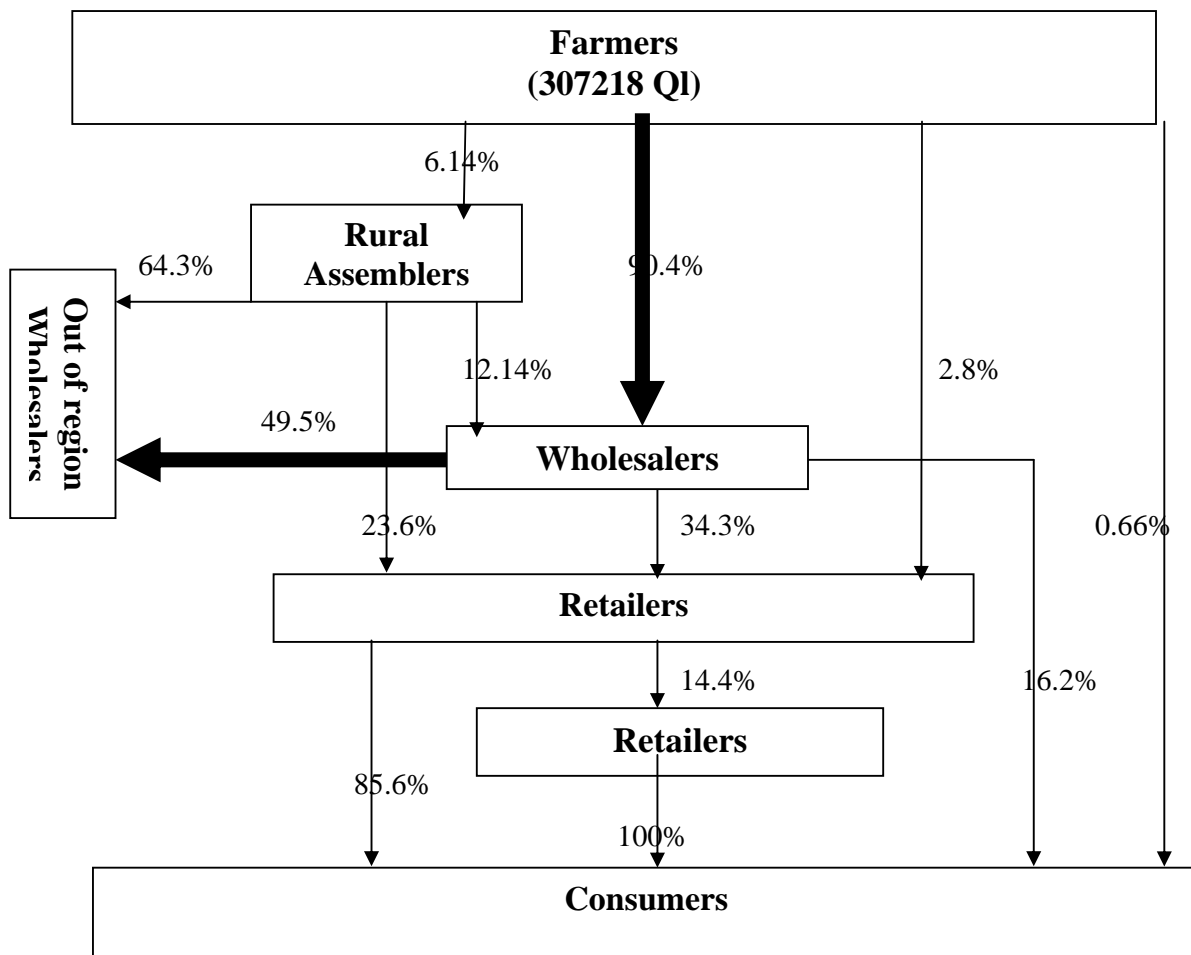 Farmers
(307218 Ql)
6.14%
Rural
Assemblers
64.3%
90.4%
Out of region
Wholesalers
12.14%
2.8%
49.5%
Wholesalers
23.6%
34.3%
0.66%
Retailers
14.4%
16.2%
Retailers
85.6%
100%
Consumers